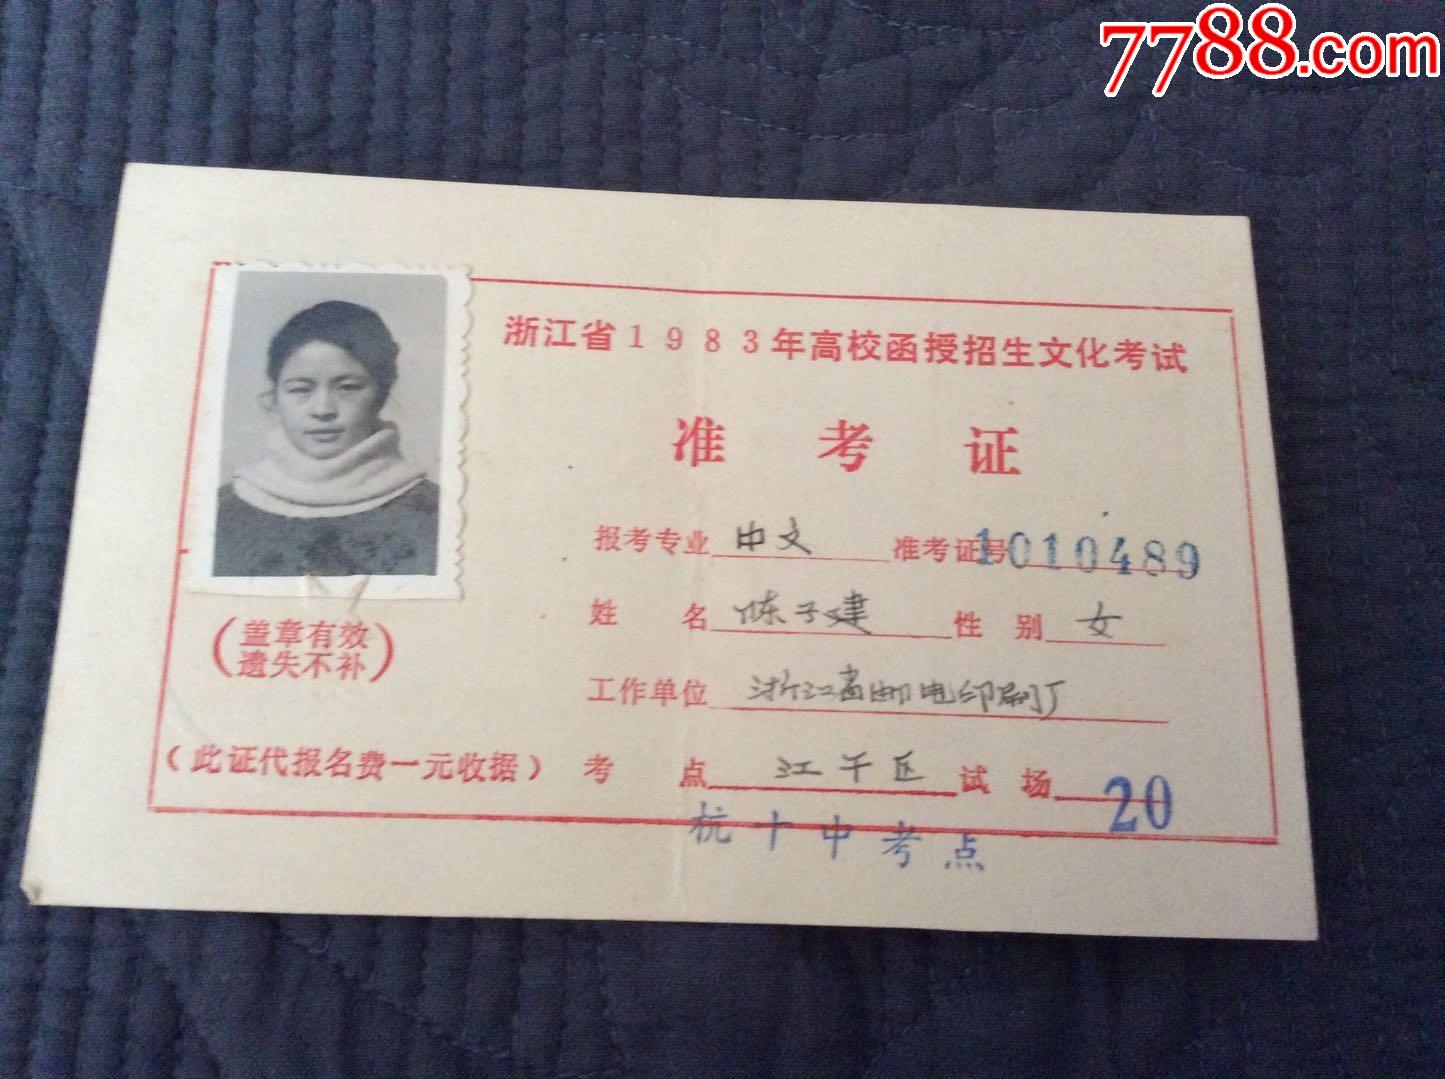 7788.com
浙江省1983年高校函授招生文化考试
准考证
报考专业 中文 准考证号 1010489
姓名 陈子建 性别 女
(盖章有效
遗失不补)
工作单位 浙江省邮电印刷厂
(此证代报名费一元收据) 考点 江干区 试场 20
杭十中考点